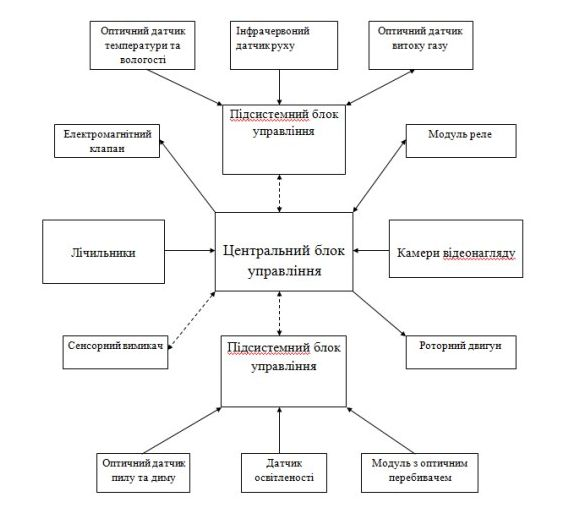 Оптичний датчик
температури та
вологості
Інфрачервоний
датчик руху
Оптичний датчик
витоку газу
Підсистемний блок
управління
Електромагнітний
клапан
Модуль реле
Лічильники
Центральний блок
управління
Камери відеонагляду
Сенсорний вимикач
Підсистемний блок
управління
Роторний двигун
Оптичний датчик
пилу та диму
Датчик
освітленості
Модуль з оптичним
перебивачем